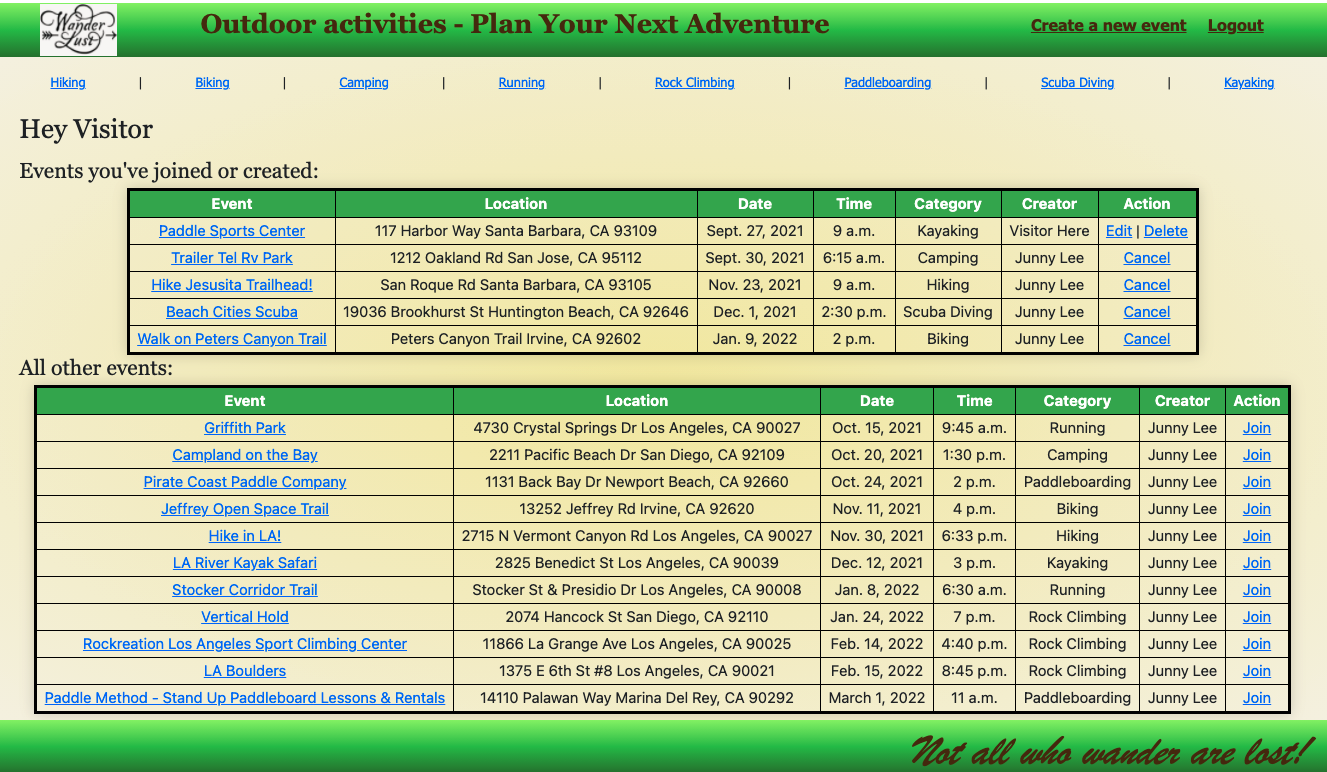 Wander Lust
Outdoor activities - Plan Your Next Adventure
Create a new event Logout
Hiking | Biking | Camping | Running | Rock Climbing | Paddleboarding | Scuba Diving | Kayaking
Hey Visitor
Events you've joined or created:
Event Location Date Time Category Creator Action
Paddle Sports Center 117 Harbor Way Santa Barbara, CA 93109 Sept. 27, 2021 9 a.m. Kayaking Visitor Here Edit | Delete
Trailer Tel Rv Park 1212 Oakland Rd San Jose, CA 95112 Sept. 30, 2021 6:15 a.m. Camping Junny Lee Cancel
Hike Jesusita Trailhead! San Roque Rd Santa Barbara, CA 93105 Nov. 23, 2021 9 a.m. Hiking Junny Lee Cancel
Beach Cities Scuba 19036 Brookhurst St Huntington Beach, CA 92646 Dec. 1, 2021 2:30 p.m. Scuba Diving Junny Lee Cancel
Walk on Peters Canyon Trail Peters Canyon Trail Irvine, CA 92602 Jan. 9, 2022 2 p.m. Biking Junny Lee Cancel
All other events:
Event Location Date Time Category Creator Action
Griffith Park 4730 Crystal Springs Dr Los Angeles, CA 90027 Oct. 15, 2021 9:45 a.m. Running Junny Lee Join
Campland on the Bay 2211 Pacific Beach Dr San Diego, CA 92109 Oct. 20, 2021 1:30 p.m. Camping Junny Lee Join
Pirate Coast Paddle Company 1131 Back Bay Dr Newport Beach, CA 92660 Oct. 24, 2021 2 p.m. Paddleboarding Junny Lee Join
Jeffrey Open Space Trail 13252 Jeffrey Rd Irvine, CA 92620 Nov. 11, 2021 4 p.m. Biking Junny Lee Join
Hike in LA! 2715 N Vermont Canyon Rd Los Angeles, CA 90027 Nov. 30, 2021 6:33 p.m. Hiking Junny Lee Join
LA River Kayak Safari 2825 Benedict St Los Angeles, CA 90039 Dec. 12, 2021 3 p.m. Kayaking Junny Lee Join
Stocker Corridor Trail Stocker St & Presidio Dr Los Angeles, CA 90008 Jan. 8, 2022 6:30 a.m. Running Junny Lee Join
Vertical Hold 2074 Hancock St San Diego, CA 92110 Jan. 24, 2022 7 p.m. Rock Climbing Junny Lee Join
Rockreation Los Angeles Sport Climbing Center 11866 La Grange Ave Los Angeles, CA 90025 Feb. 14, 2022 4:40 p.m. Rock Climbing Junny Lee Join
LA Boulders 1375 E 6th St #8 Los Angeles, CA 90021 Feb. 15, 2022 8:45 p.m. Rock Climbing Junny Lee Join
Paddle Method - Stand Up Paddleboard Lessons & Rentals 14110 Palawan Way Marina Del Rey, CA 90292 March 1, 2022 11 a.m. Paddleboarding Junny Lee Join
Not all who wander are lost!